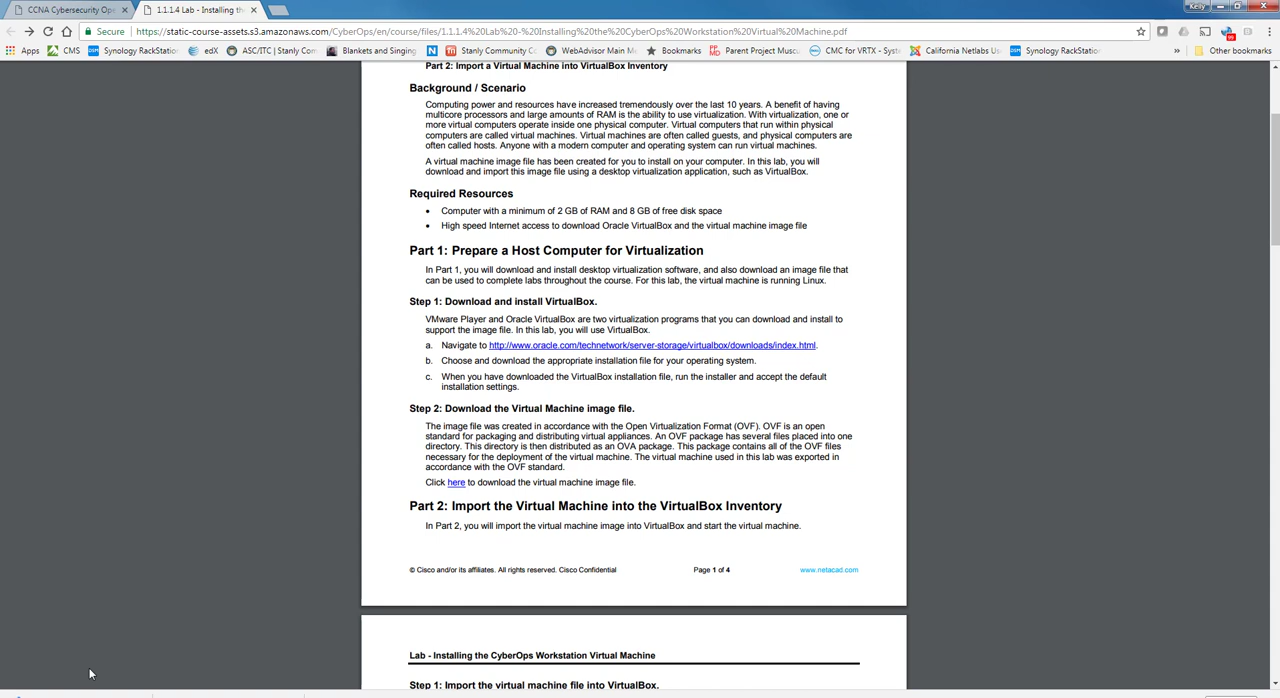 CCNA Cybersecurity Ope
1.1.1.4 Lab - Installing th
Kelly
Secure
https://static-course-assets.s3.amazonaws.com/CyberOps/en/course/files/1.1.1.4%20Lab%20-%20Installing%20the%20CyberOps%20Workstation%20Virtual%20Machine.pdf
Apps CMS Synology RackStation edX ASC/ITC | Stanly Com Blankets and Singing Stanly Community Co WebAdvisor Main Me Bookmarks Parent Project Muscu CMC for VRTX - Syst California Netlabs Us Synology RackStation » Other bookmarks
Part 2: Import a Virtual Machine into VirtualBox Inventory
Background / Scenario
Computing power and resources have increased tremendously over the last 10 years. A benefit of having
multicore processors and large amounts of RAM is the ability to use virtualization. With virtualization, one or
more virtual computers operate inside one physical computer. Virtual computers that run within physical
computers are called virtual machines. Virtual machines are often called guests, and physical computers are
often called hosts. Anyone with a modern computer and operating system can run virtual machines.
A virtual machine image file has been created for you to install on your computer. In this lab, you will
download and import this image file using a desktop virtualization application, such as VirtualBox.
Required Resources
• Computer with a minimum of 2 GB of RAM and 8 GB of free disk space
• High speed Internet access to download Oracle VirtualBox and the virtual machine image file
Part 1: Prepare a Host Computer for Virtualization
In Part 1, you will download and install desktop virtualization software, and also download an image file that
can be used to complete labs throughout the course. For this lab, the virtual machine is running Linux.
Step 1: Download and install VirtualBox.
VMware Player and Oracle VirtualBox are two virtualization programs that you can download and install to
support the image file. In this lab, you will use VirtualBox.
a. Navigate to http://www.oracle.com/technetwork/server-storage/virtualbox/downloads/index.html.
b. Choose and download the appropriate installation file for your operating system.
c. When you have downloaded the VirtualBox installation file, run the installer and accept the default
installation settings.
Step 2: Download the Virtual Machine image file.
The image file was created in accordance with the Open Virtualization Format (OVF). OVF is an open
standard for packaging and distributing virtual appliances. An OVF package has several files placed into one
directory. This directory is then distributed as an OVA package. This package contains all of the OVF files
necessary for the deployment of the virtual machine. The virtual machine used in this lab was exported in
accordance with the OVF standard.
Click here to download the virtual machine image file.
Part 2: Import the Virtual Machine into the VirtualBox Inventory
In Part 2, you will import the virtual machine image into VirtualBox and start the virtual machine.
© Cisco and/or its affiliates. All rights reserved. Cisco Confidential
Page 1 of 4
www.netacad.com
Lab - Installing the CyberOps Workstation Virtual Machine
Step 1: Import the virtual machine file into VirtualBox.